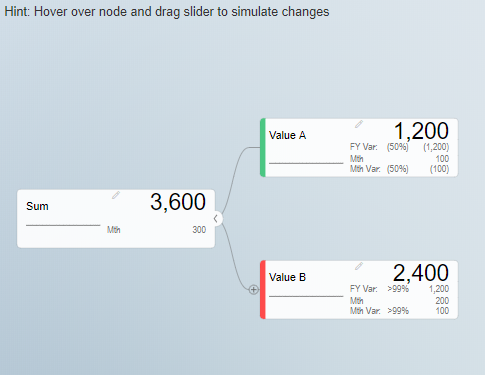 Hint: Hover over node and drag slider to simulate changes
Value A
1,200
FY Var: (50%) (1,200)
Mth 100
Mth Var: (50%) (100)
Sum
3,600
Mth 300
Value B
2,400
FY Var: >99% 1,200
Mth 200
Mth Var: >99% 100